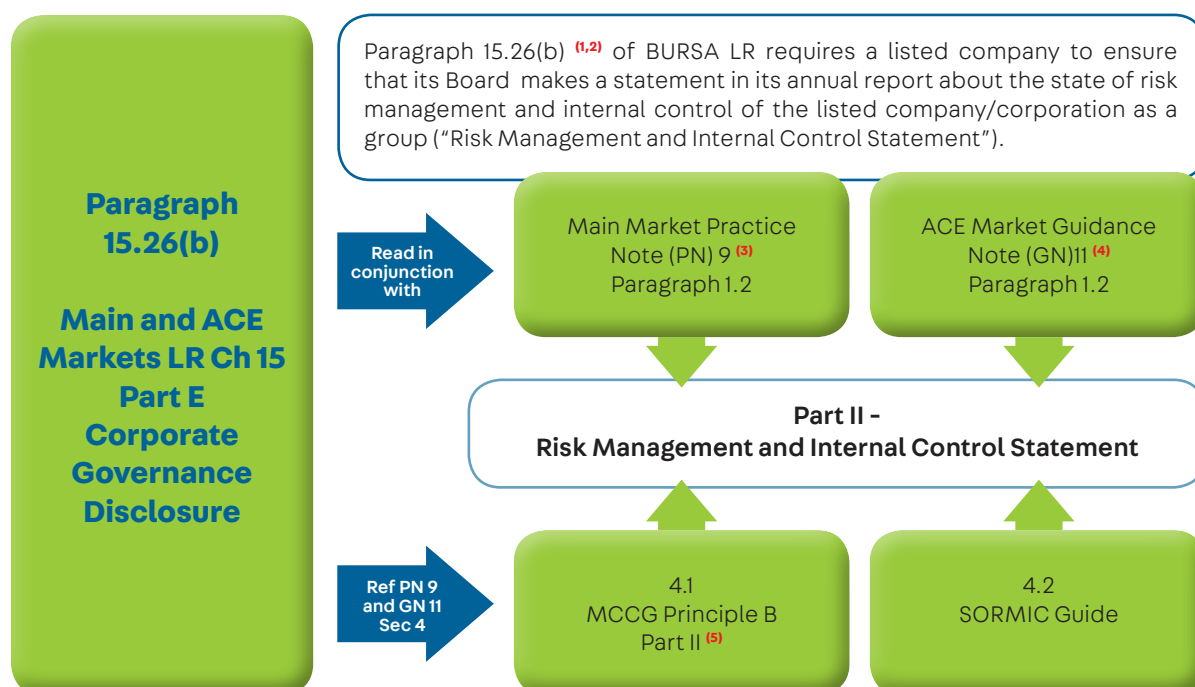 Paragraph
15.26(b)
Main and ACE
Markets LR Ch 15
Part E
Corporate
Governance
Disclosure
Paragraph 15.26(b) (1,2) of BURSA LR requires a listed company to ensure
that its Board makes a statement in its annual report about the state of risk
management and internal control of the listed company/corporation as a
group (“Risk Management and Internal Control Statement”).
Read in
conjunction
with
Main Market Practice
Note (PN) 9 (3)
Paragraph 1.2
ACE Market Guidance
Note (GN)11 (4)
Paragraph 1.2
Part II -
Risk Management and Internal Control Statement
Ref PN 9
and GN 11
Sec 4
4.1
MCCG Principle B
Part II (5)
4.2
SORMIC Guide